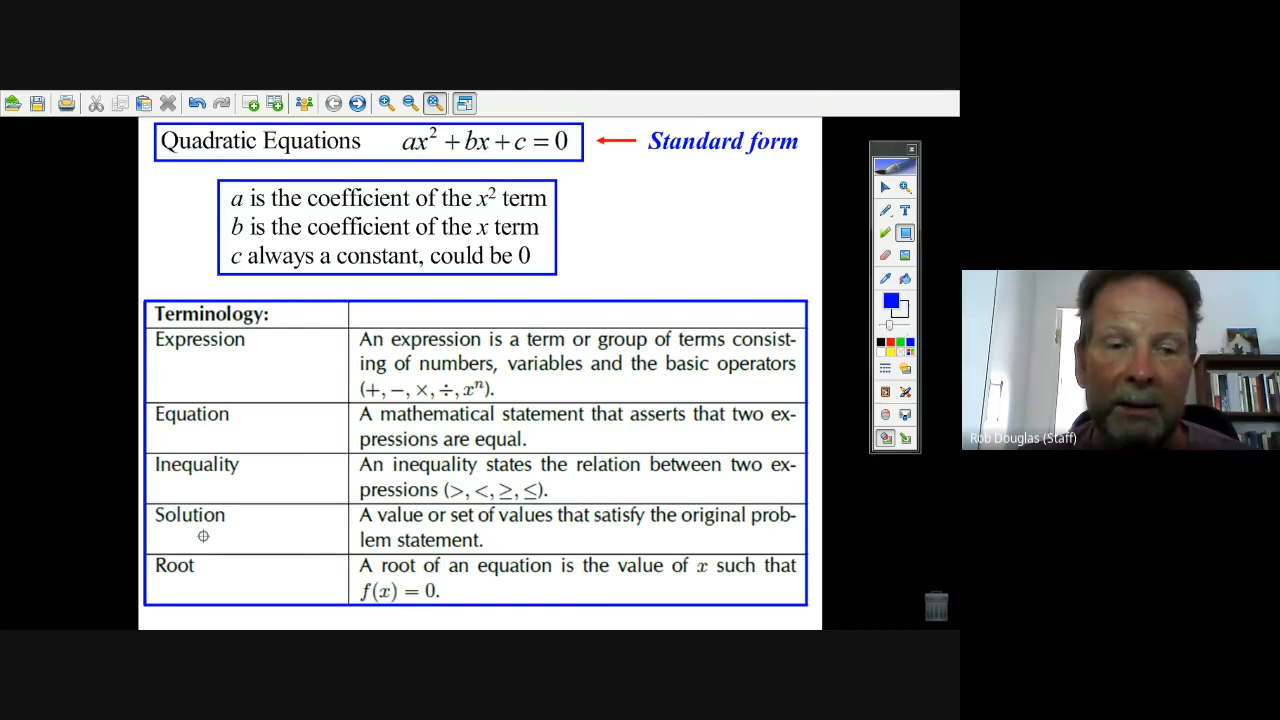 Quadratic Equations ax² + bx + c = 0 Standard form
a is the coefficient of the x² term
b is the coefficient of the x term
c always a constant, could be 0
Terminology:
Expression An expression is a term or group of terms consist-
ing of numbers, variables and the basic operators
(+, −, ×, ÷, xⁿ).
Equation A mathematical statement that asserts that two ex-
pressions are equal.
Inequality An inequality states the relation between two ex-
pressions (>, <, ≥, ≤).
Solution A value or set of values that satisfy the original prob-
lem statement.
Root A root of an equation is the value of x such that
f(x) = 0.
Rob Douglas (Staff)